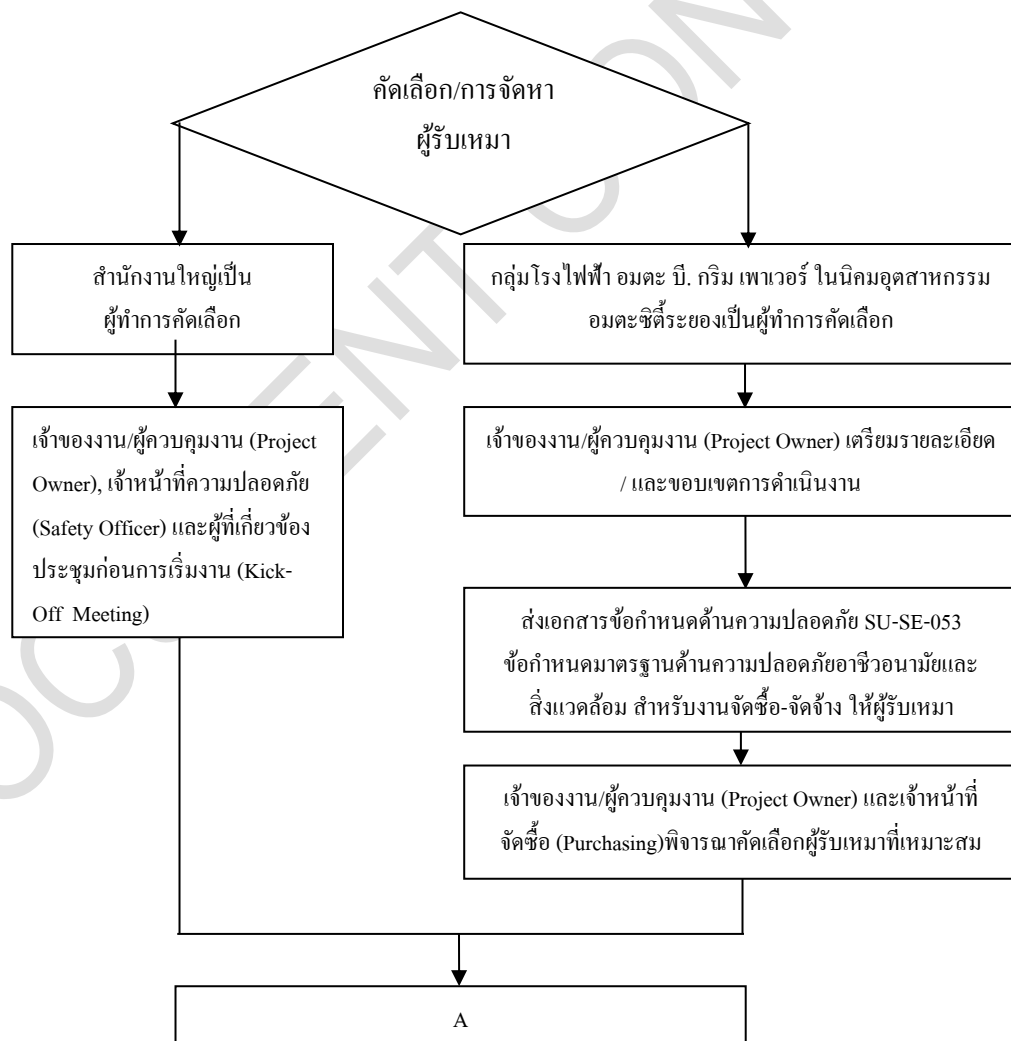 คัดเลือก/การจัดหา
ผู้รับเหมา
สำนักงานใหญ่เป็น
ผู้ทำการคัดเลือก
กลุ่มโรงไฟฟ้า อมตะ บี. กริม เพาเวอร์ ในนิคมอุตสาหกรรม
อมตะซิตี้ระยองเป็นผู้ทำการคัดเลือก
เจ้าของงาน/ผู้ควบคุมงาน (Project
Owner), เจ้าหน้าที่ความปลอดภัย
(Safety Officer) และผู้ที่เกี่ยวข้อง
ประชุมก่อนการเริ่มงาน (Kick-
Off Meeting)
เจ้าของงาน/ผู้ควบคุมงาน (Project Owner) เตรียมรายละเอียด
/ และขอบเขตการดำเนินงาน
ส่งเอกสารข้อกำหนดด้านความปลอดภัย SU-SE-053
ข้อกำหนดมาตรฐานด้านความปลอดภัยอาชีวอนามัยและ
สิ่งแวดล้อม สำหรับงานจัดซื้อ-จัดจ้าง ให้ผู้รับเหมา
เจ้าของงาน/ผู้ควบคุมงาน (Project Owner) และเจ้าหน้าที่
จัดซื้อ (Purchasing)พิจารณาคัดเลือกผู้รับเหมาที่เหมาะสม
A
OCUMENT CON